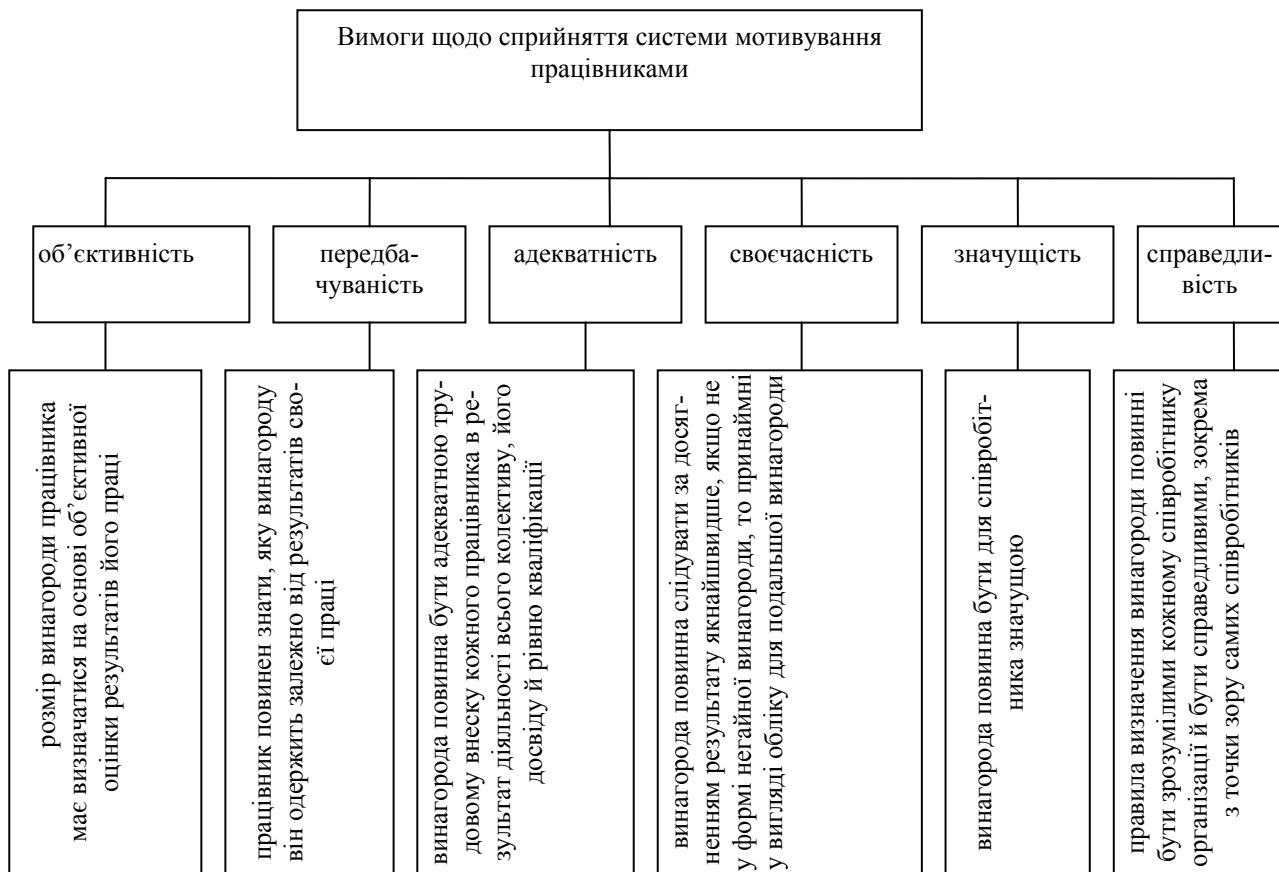 Вимоги щодо сприйняття системи мотивування
працівниками
об’єктивність
передба-
чуваність
адекватність
своєчасність
значущість
справедли-
вість
розмір винагороди працівника
має визначатися на основі об’єктивної
оцінки результатів його праці
працівник повинен знати, яку винагороду
він одержить залежно від результатів сво-
єї праці
винагорода повинна бути адекватною тру-
довому внеску кожного працівника в ре-
зультат діяльності всього колективу, його
досвіду й рівню кваліфікації
винагорода повинна слідувати за досяг-
ненням результату якнайшвидше, якщо не
у формі негайної винагороди, то принаймні
у вигляді обліку для подальшої винагороди
винагорода повинна бути для співробіт-
ника значущою
правила визначення винагороди повинні
бути зрозумілими кожному співробітнику
організації й бути справедливими, зокрема
з точки зору самих співробітників